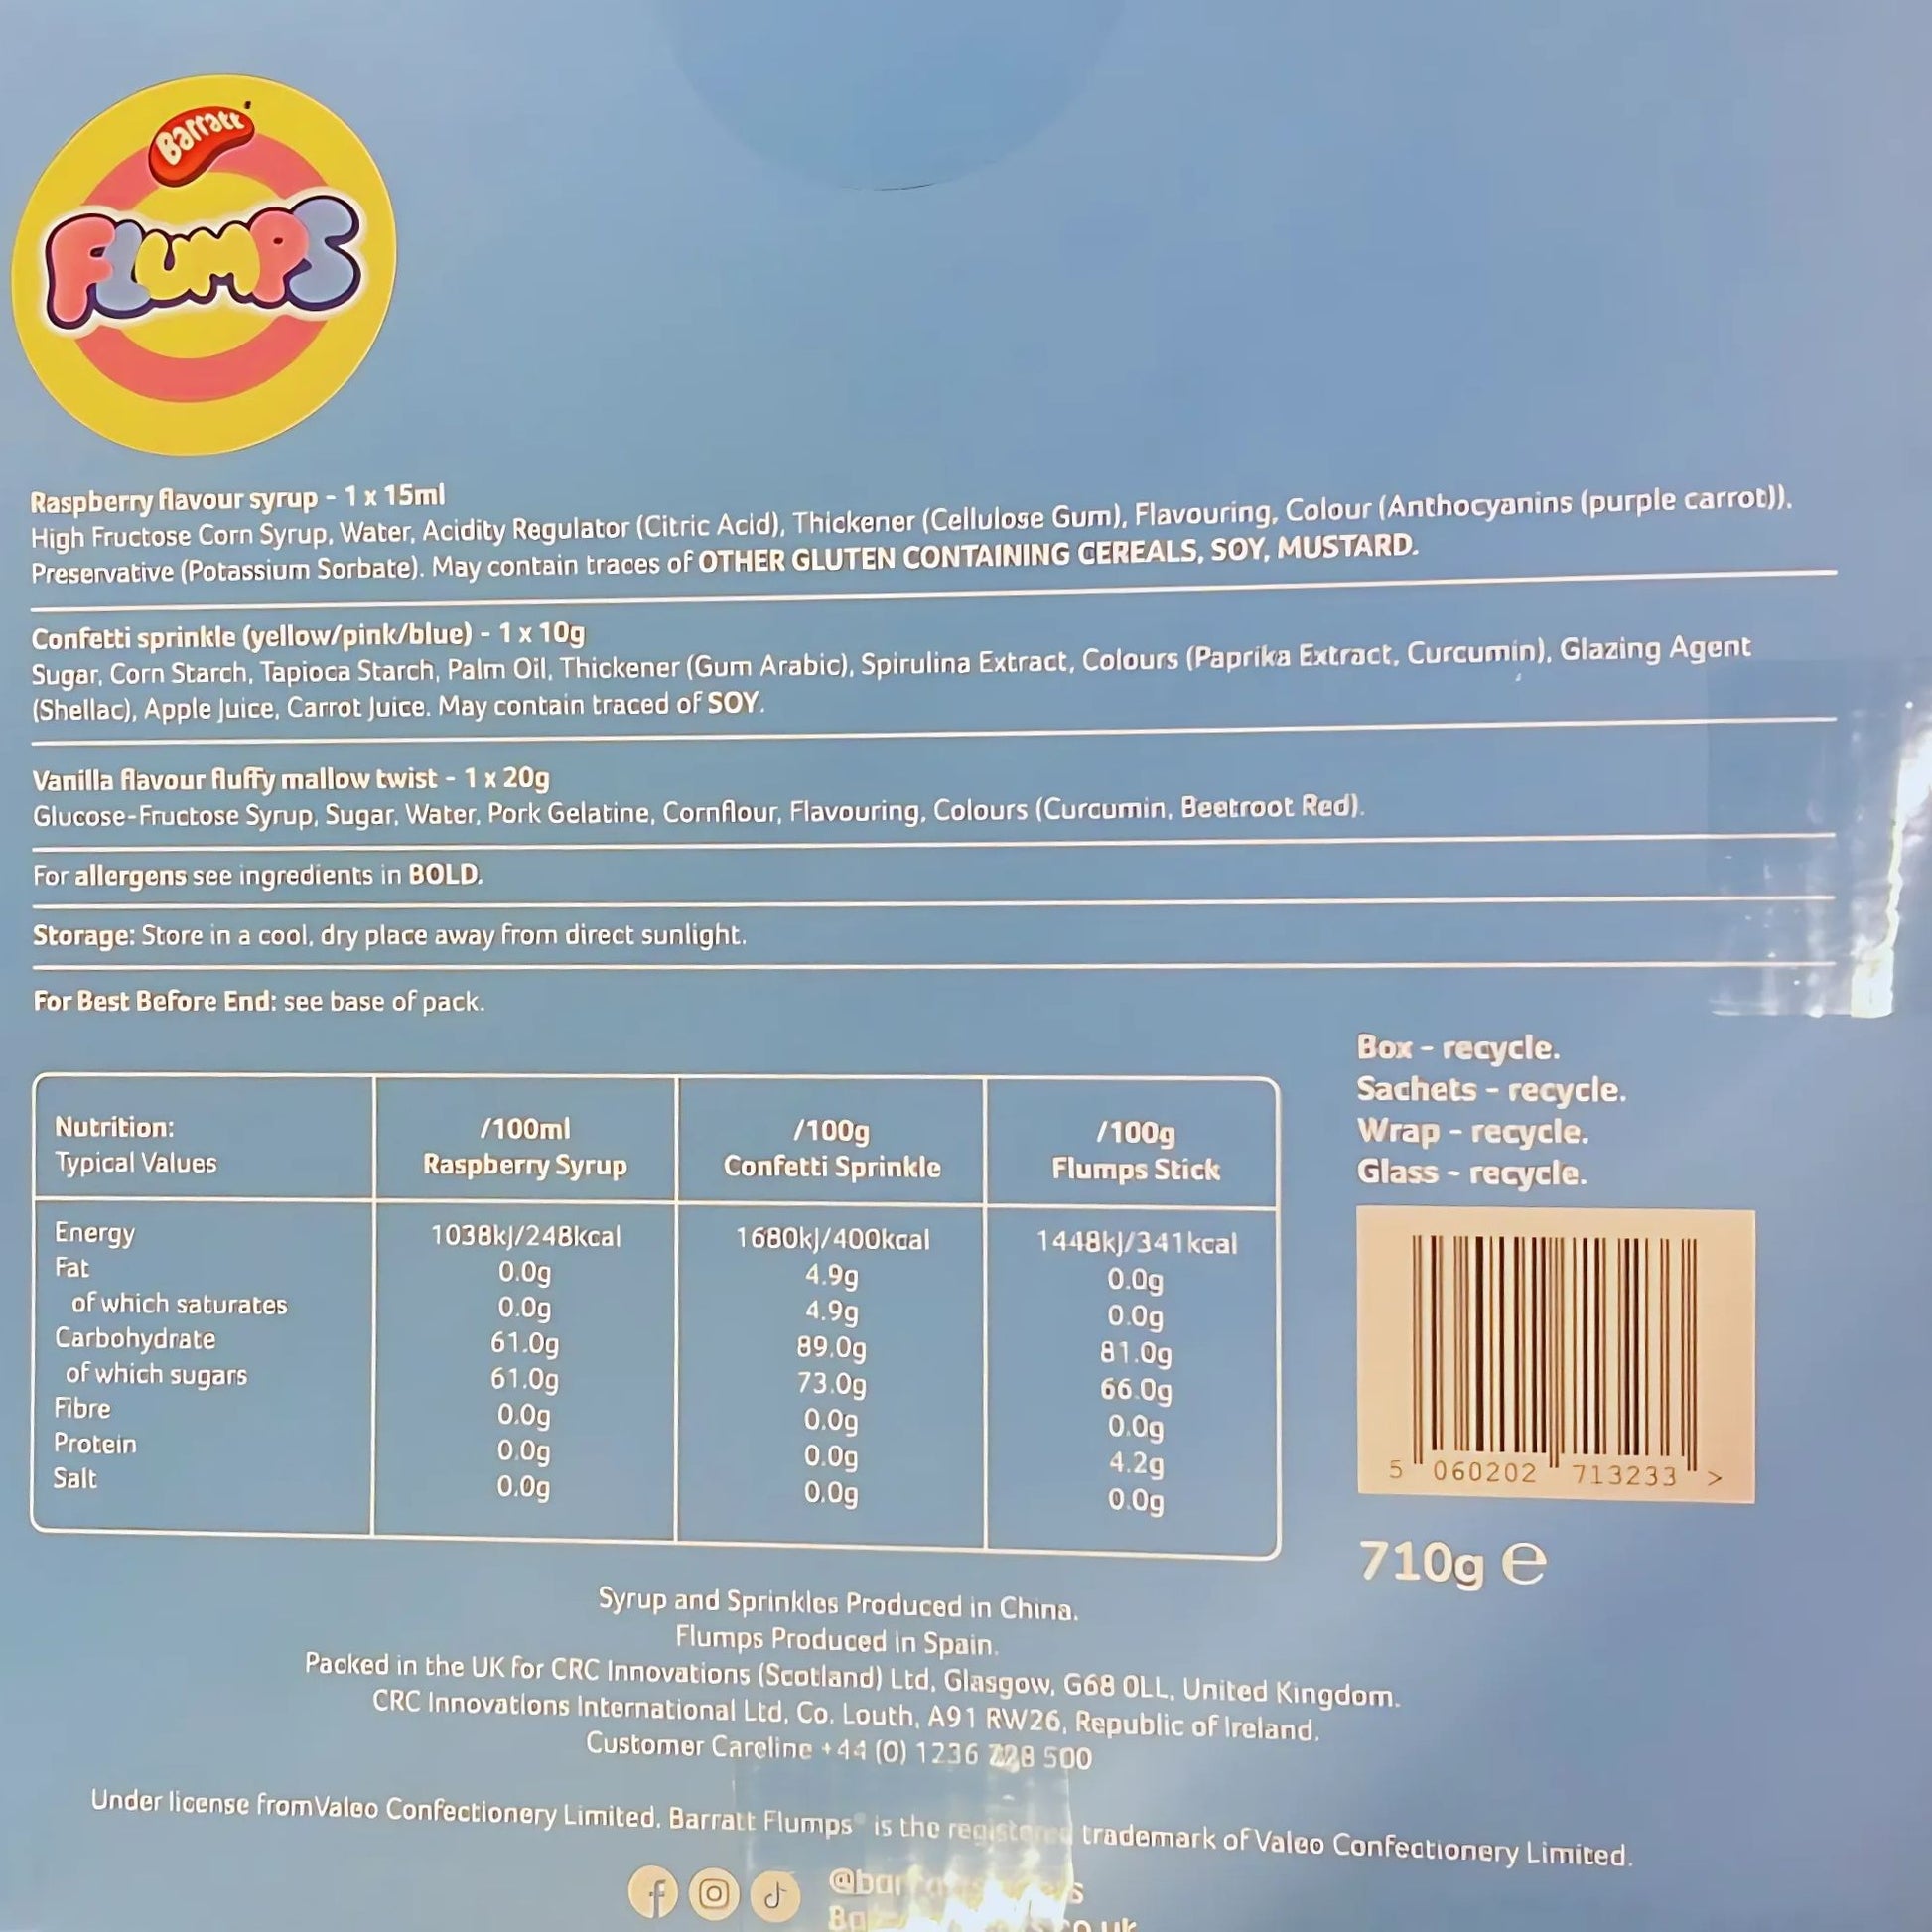 Barratt
FLUMPS
Raspberry flavour syrup - 1 x 15ml
High Fructose Corn Syrup, Water, Acidity Regulator (Citric Acid), Thickener (Cellulose Gum), Flavouring, Colour (Anthocyanins (purple carrot)).
Preservative (Potassium Sorbate). May contain traces of OTHER GLUTEN CONTAINING CEREALS, SOY, MUSTARD.
Confetti sprinkle (yellow/pink/blue) - 1 x 10g
Sugar, Corn Starch, Tapioca Starch, Palm Oil, Thickener (Gum Arabic), Spirulina Extract, Colours (Paprika Extract, Curcumin), Glazing Agent
(Shellac), Apple Juice, Carrot Juice. May contain traced of SOY.
Vanilla flavour fluffy mallow twist - 1 x 20g
Glucose-Fructose Syrup, Sugar, Water, Pork Gelatine, Cornflour, Flavouring, Colours (Curcumin, Beetroot Red).
For allergens see ingredients in BOLD.
Storage: Store in a cool, dry place away from direct sunlight.
For Best Before End: see base of pack.
Nutrition: /100ml /100g /100g
Typical Values Raspberry Syrup Confetti Sprinkle Flumps Stick
Energy 1038kJ/248kcal 1680kJ/400kcal 1448kJ/341kcal
Fat 0.0g 4.9g 0.0g
of which saturates 0.0g 4.9g 0.0g
Carbohydrate 61.0g 89.0g 81.0g
of which sugars 61.0g 73.0g 66.0g
Fibre 0.0g 0.0g 0.0g
Protein 0.0g 0.0g 4.2g
Salt 0.0g 0.0g 0.0g
Box - recycle.
Sachets - recycle.
Wrap - recycle.
Glass - recycle.
5 060202 713233 >
710g e
Syrup and Sprinkles Produced in China.
Flumps Produced in Spain.
Packed in the UK for CRC Innovations (Scotland) Ltd, Glasgow, G68 0LL, United Kingdom.
CRC Innovations International Ltd, Co. Louth, A91 RW26, Republic of Ireland.
Customer Careline +44 (0) 1236 728 500
Under license from Valeo Confectionery Limited. Barratt Flumps® is the registered trademark of Valeo Confectionery Limited.